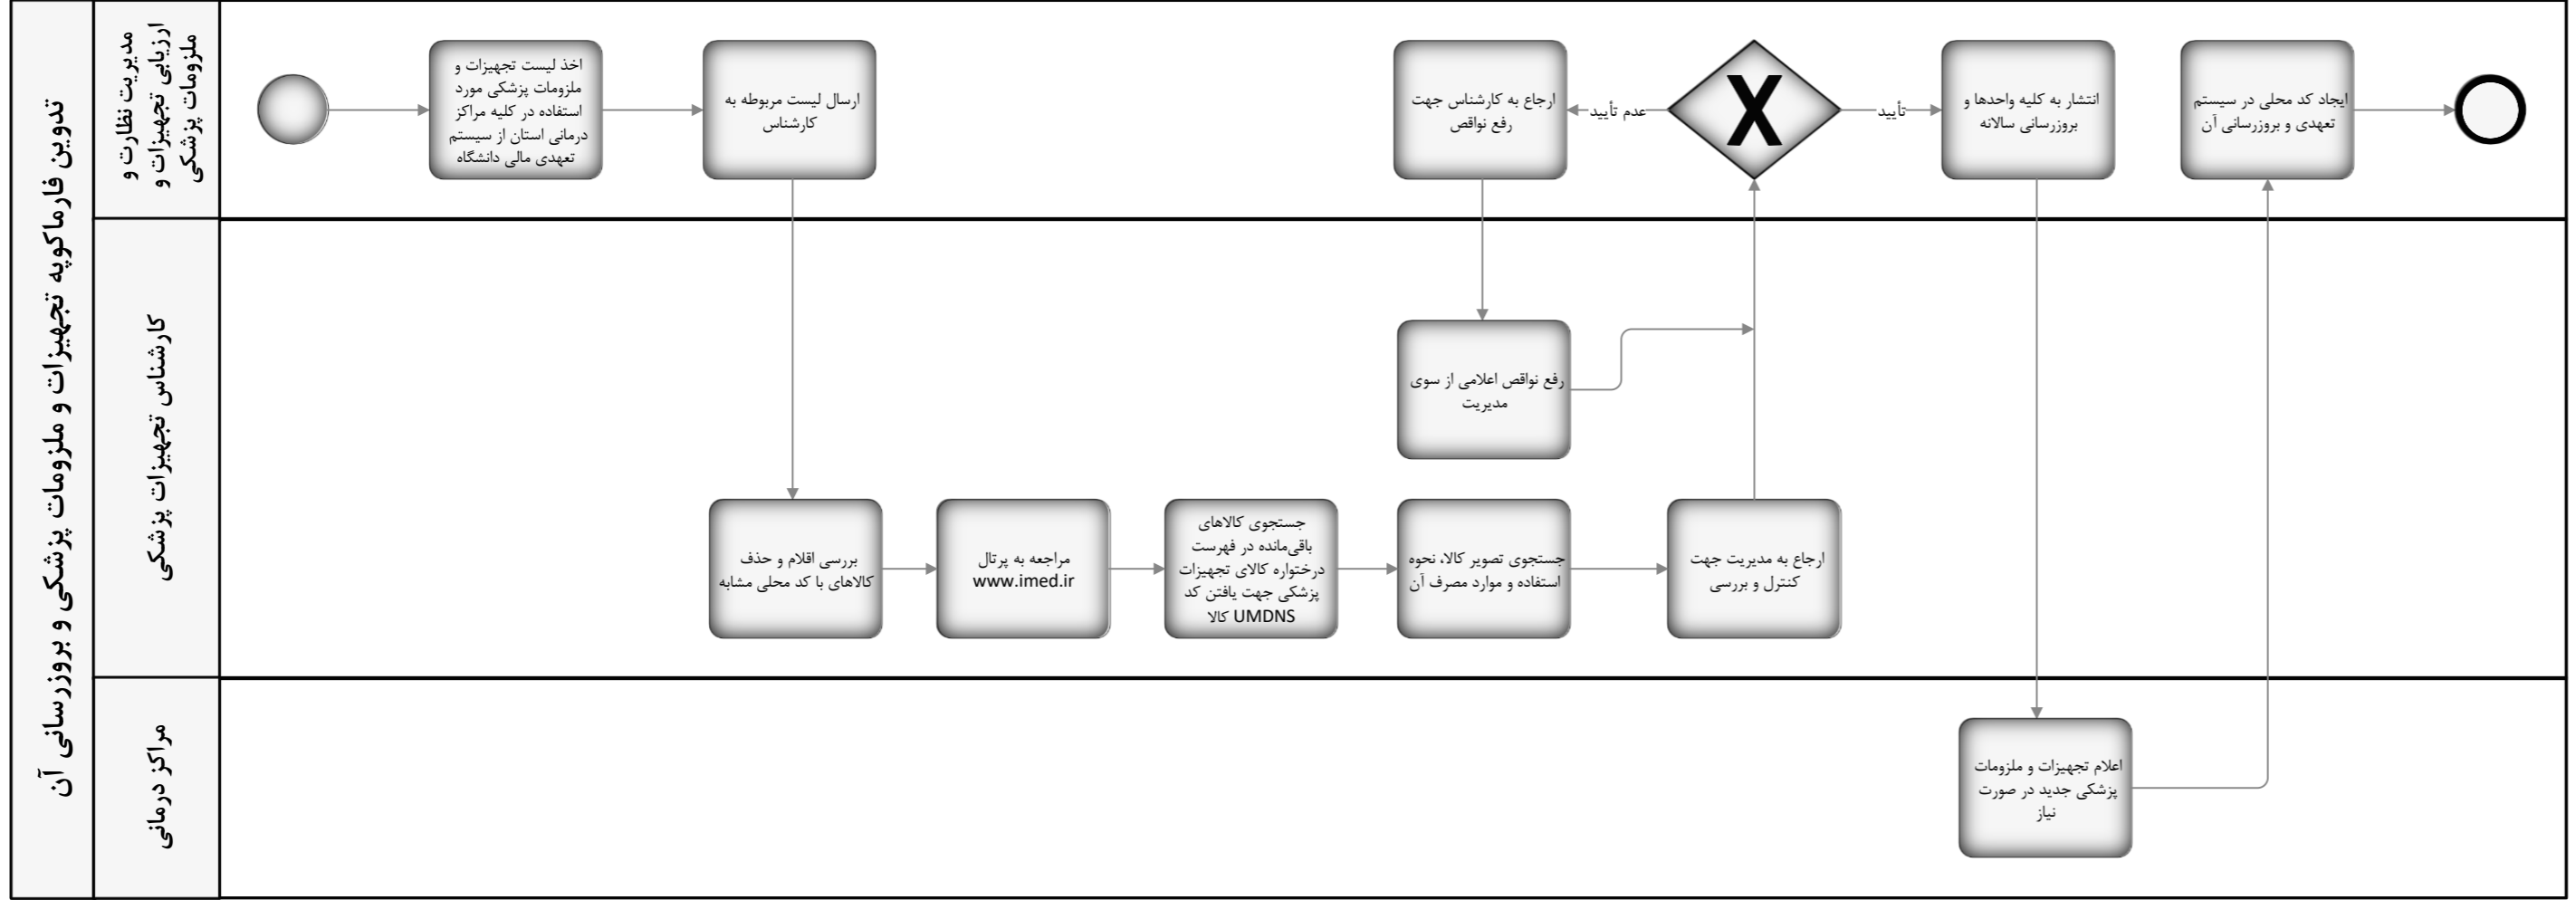 تدوین فارماکوپه تجهیزات و ملزومات پزشکی و بروزرسانی آن
مدیریت نظارت و
ارزیابی تجهیزات و
ملزومات پزشکی
اخذ لیست تجهیزات و
ملزومات پزشکی مورد
استفاده در کلیه مراکز
درمانی استان از سیستم
تعهدی مالی دانشگاه
ارسال لیست مربوطه به
کارشناس
ارجاع به کارشناس جهت
رفع نواقص
عدم تأیید
X
تأیید
انتشار به کلیه واحدها و
بروزرسانی سالانه
ایجاد کد محلی در سیستم
تعهدی و بروزرسانی آن
کارشناس تجهیزات پزشکی
رفع نواقص اعلامی از سوی
مدیریت
بررسی اقلام و حذف
کالاهای با کد محلی مشابه
مراجعه به پرتال
www.imed.ir
جستجوی کالاهای
باقی‌مانده در فهرست
درختواره کالای تجهیزات
پزشکی جهت یافتن کد
UMDNS کالا
جستجوی تصویر کالا، نحوه
استفاده و موارد مصرف آن
ارجاع به مدیریت جهت
کنترل و بررسی
مراکز درمانی
اعلام تجهیزات و ملزومات
پزشکی جدید در صورت
نیاز